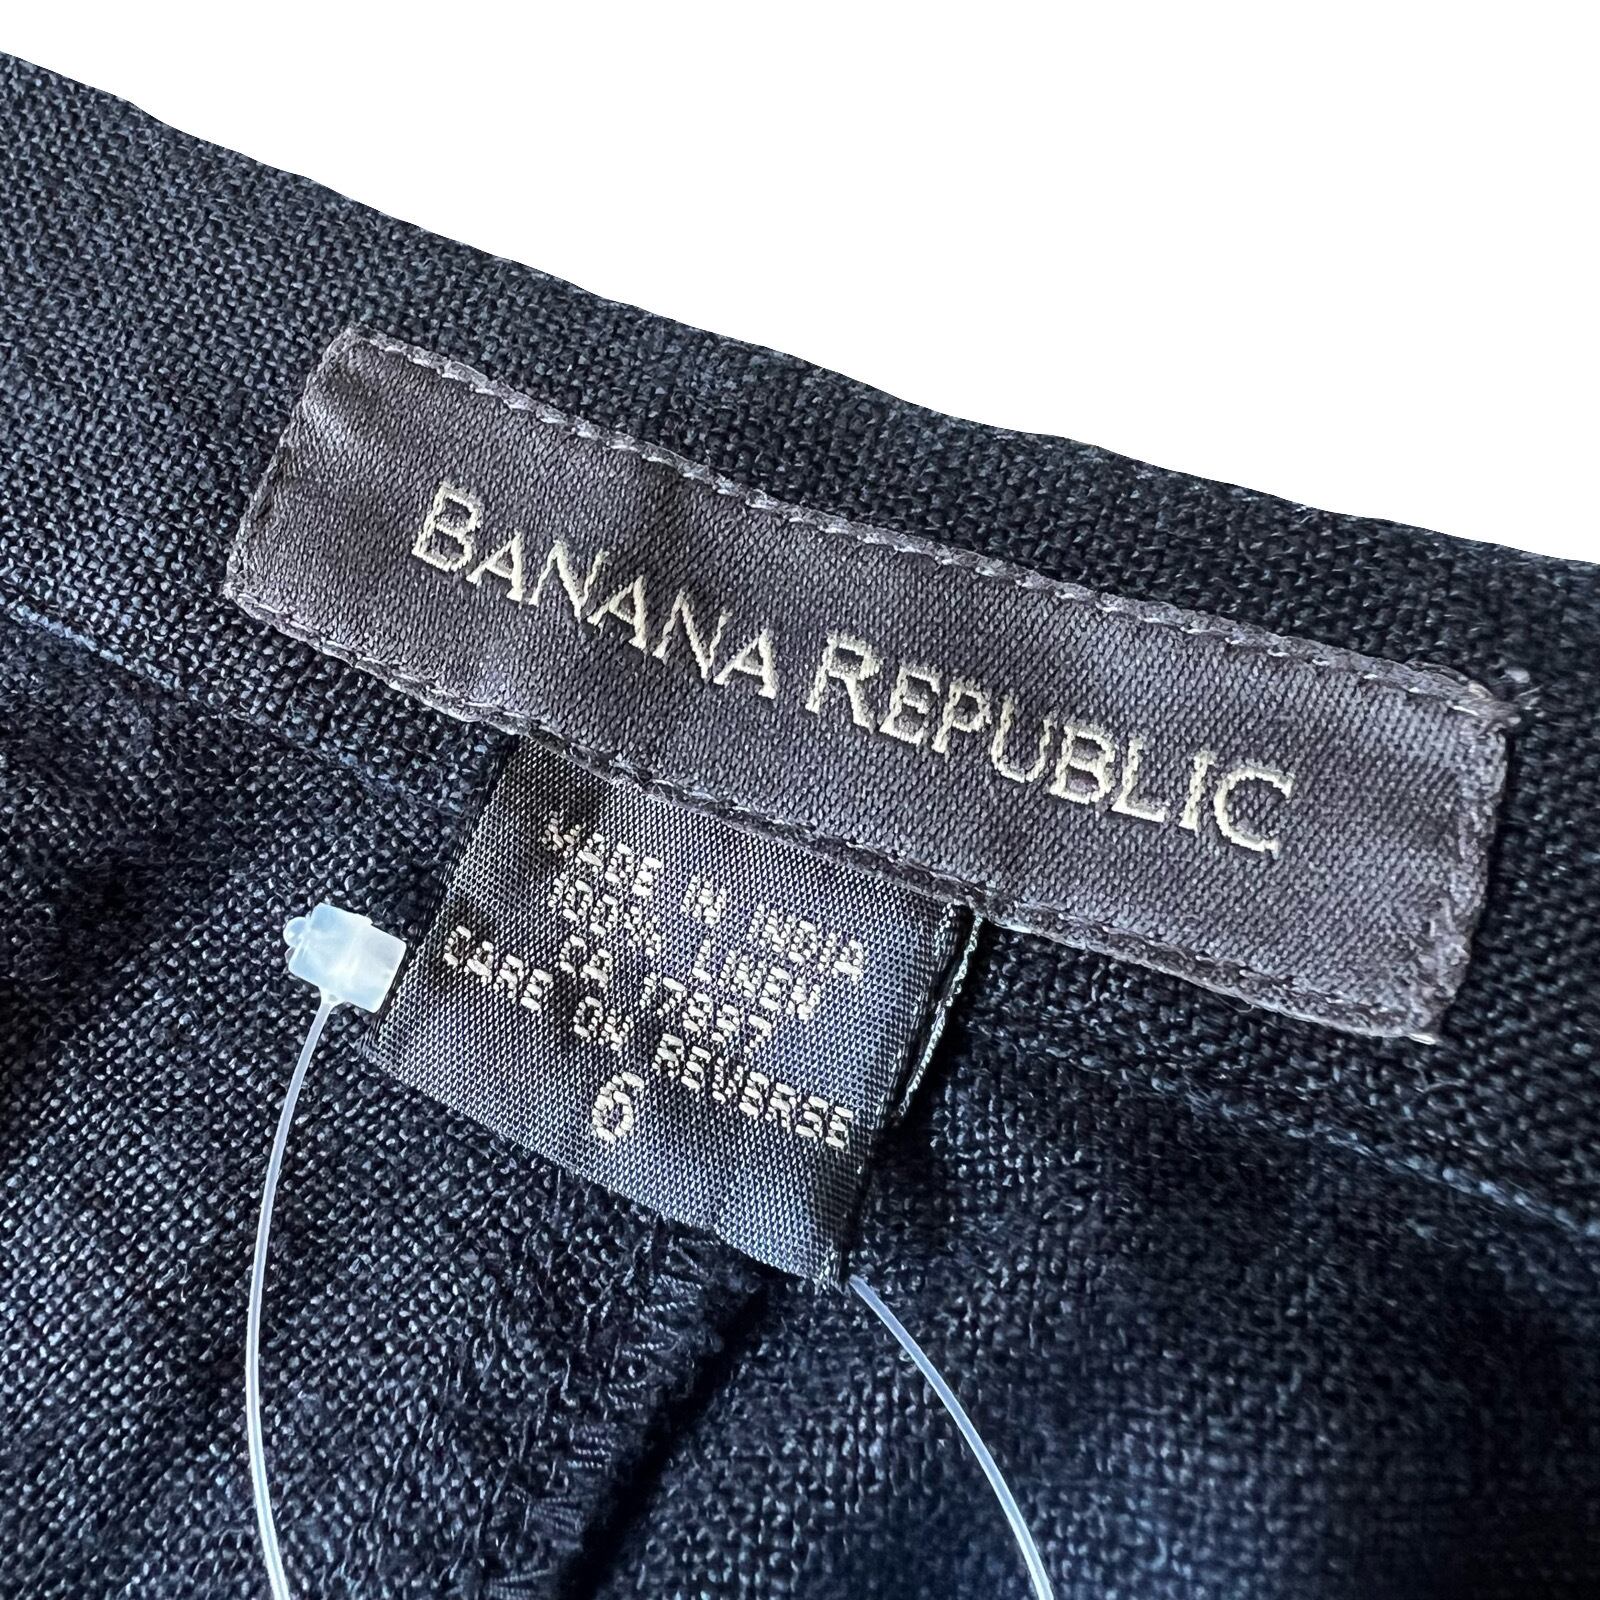 BANANA REPUBLIC
MADE IN INDIA
100% LINEN
CA 17897
CARE ON REVERSE
6